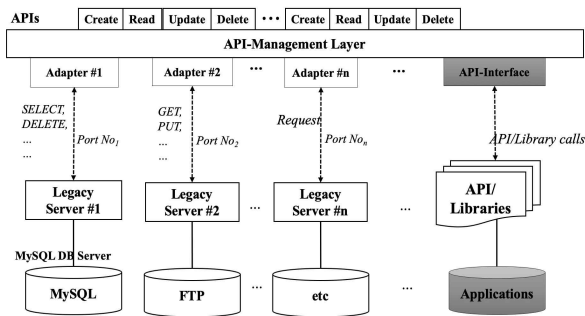 APIs Create Read Update Delete ... Create Read Update Delete
API-Management Layer
Adapter #1 Adapter #2 ... Adapter #n ... API-Interface
SELECT,
DELETE,
...
...
Port No1
GET,
PUT,
...
...
Port No2
Request
Port Non
API/Library calls
Legacy
Server #1
Legacy
Server #2
...
Legacy
Server #n
...
API/
Libraries
MySQL DB Server
MySQL FTP ... etc ... Applications